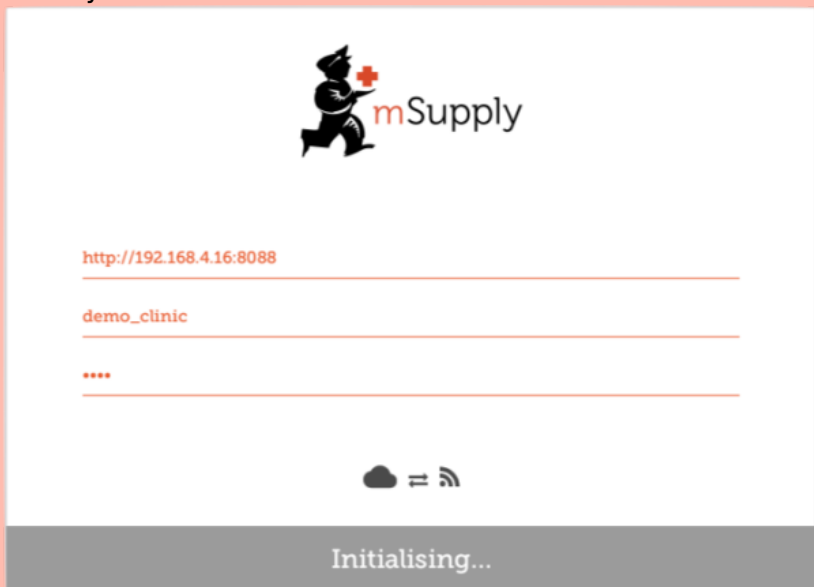 mSupply
http://192.168.4.16:8088
demo_clinic
••••
Initialising...